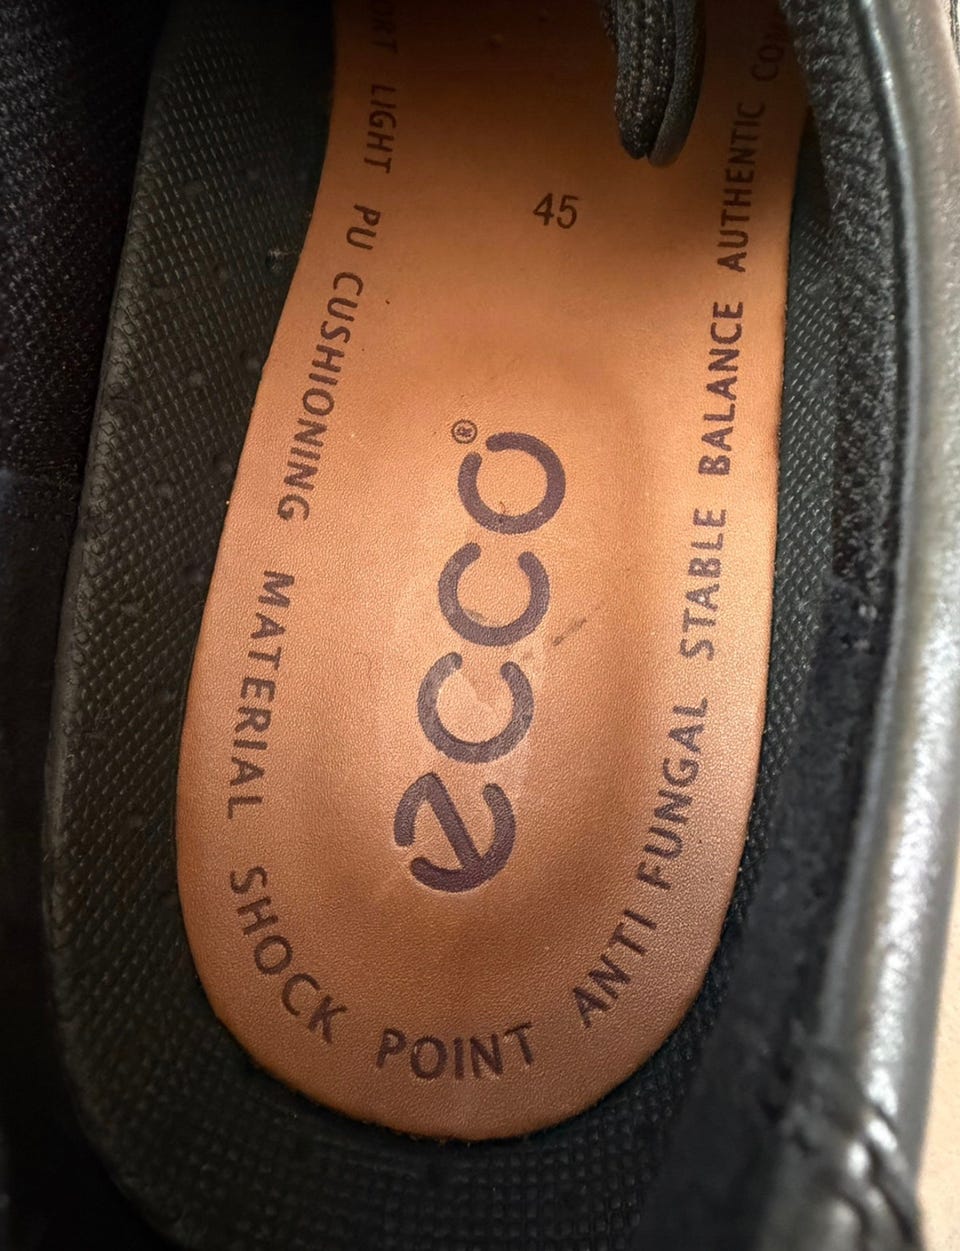 45
ecco®
LIGHT PU CUSHIONING MATERIAL SHOCK POINT ANTI FUNGAL STABLE BALANCE AUTHENTIC